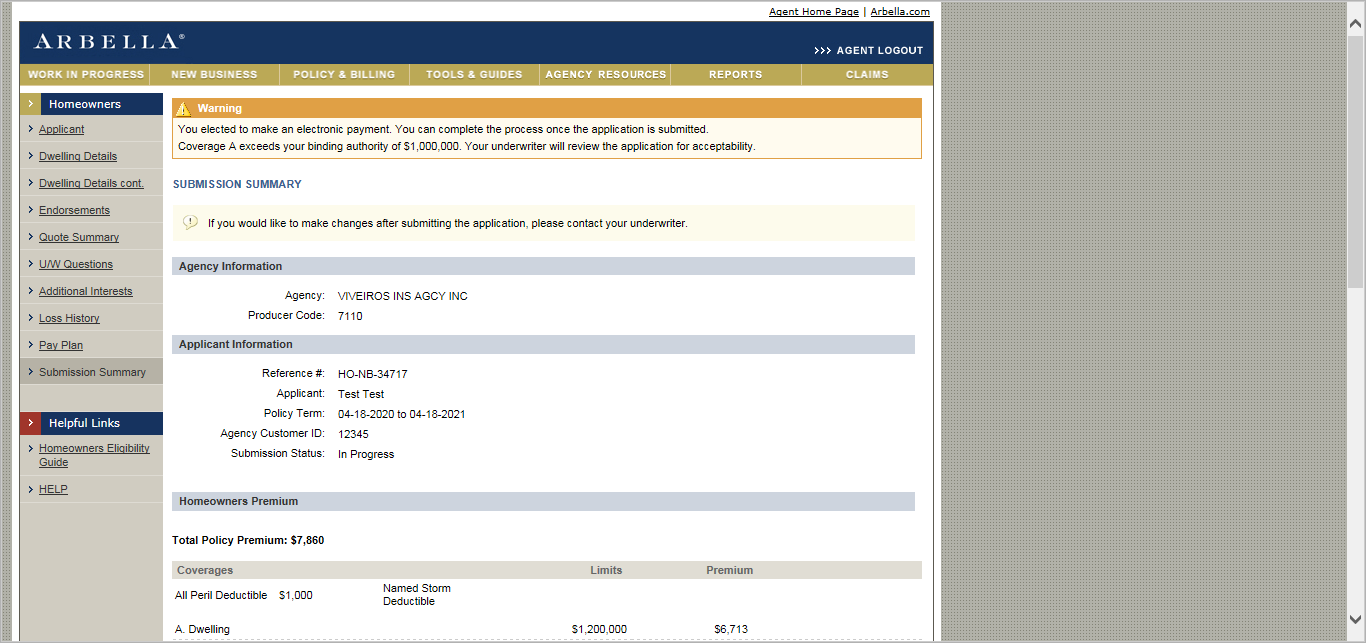 Agent Home Page | Arbella.com
ARBELLA®
>>> AGENT LOGOUT
WORK IN PROGRESS NEW BUSINESS POLICY & BILLING TOOLS & GUIDES AGENCY RESOURCES REPORTS CLAIMS
Homeowners
Applicant
Dwelling Details
Dwelling Details cont.
Endorsements
Quote Summary
U/W Questions
Additional Interests
Loss History
Pay Plan
Submission Summary
Helpful Links
Homeowners Eligibility
Guide
HELP
Warning
You elected to make an electronic payment. You can complete the process once the application is submitted.
Coverage A exceeds your binding authority of $1,000,000. Your underwriter will review the application for acceptability.
SUBMISSION SUMMARY
If you would like to make changes after submitting the application, please contact your underwriter.
Agency Information
Agency: VIVEIROS INS AGCY INC
Producer Code: 7110
Applicant Information
Reference #: HO-NB-34717
Applicant: Test Test
Policy Term: 04-18-2020 to 04-18-2021
Agency Customer ID: 12345
Submission Status: In Progress
Homeowners Premium
Total Policy Premium: $7,860
Coverages Limits Premium
All Peril Deductible $1,000 Named Storm
Deductible
A. Dwelling $1,200,000 $6,713